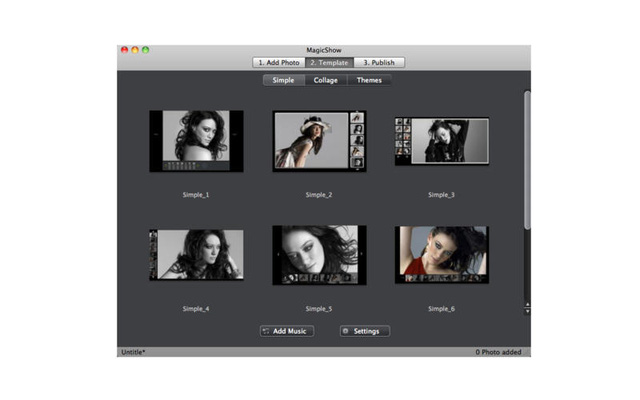 MagicShow
1. Add Photo 2. Template 3. Publish
Simple Collage Themes
Simple_1 Simple_2 Simple_3
Simple_4 Simple_5 Simple_6
Add Music Settings
Untitle* 0 Photo added